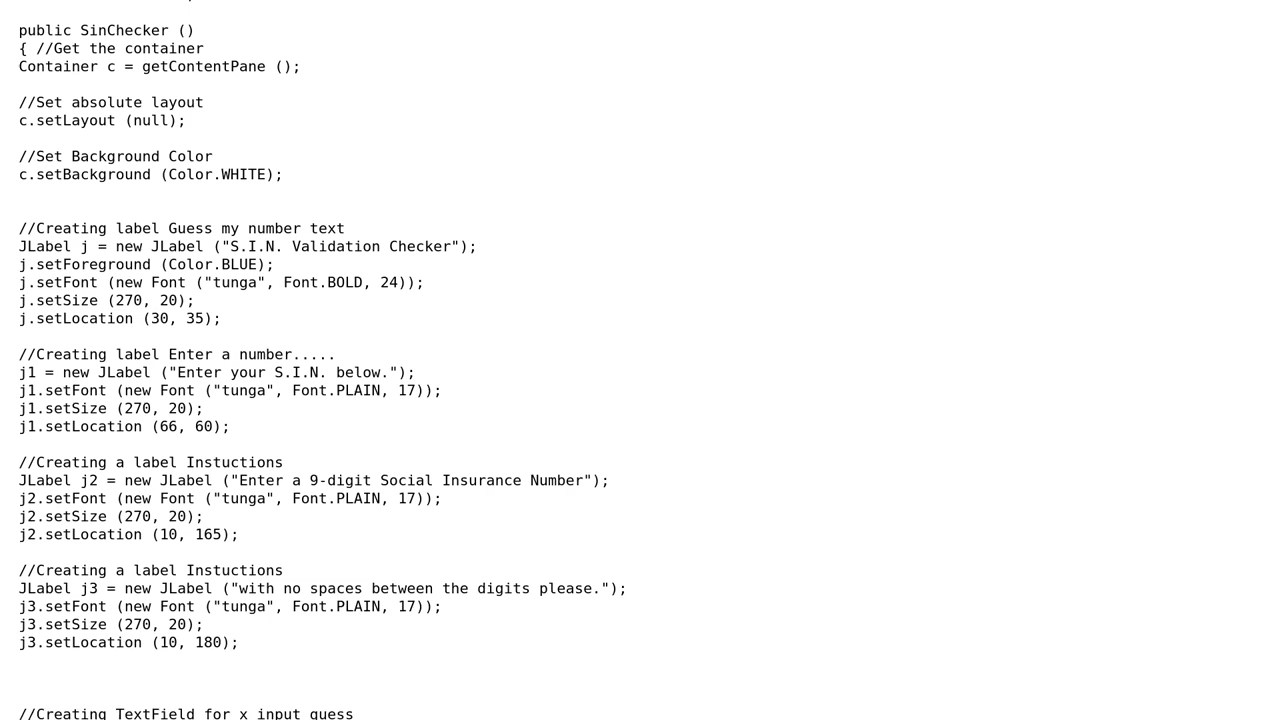 public SinChecker ()
{ //Get the container
Container c = getContentPane ();
//Set absolute layout
c.setLayout (null);
//Set Background Color
c.setBackground (Color.WHITE);
//Creating label Guess my number text
JLabel j = new JLabel ("S.I.N. Validation Checker");
j.setForeground (Color.BLUE);
j.setFont (new Font ("tunga", Font.BOLD, 24));
j.setSize (270, 20);
j.setLocation (30, 35);
//Creating label Enter a number.....
j1 = new JLabel ("Enter your S.I.N. below.");
j1.setFont (new Font ("tunga", Font.PLAIN, 17));
j1.setSize (270, 20);
j1.setLocation (66, 60);
//Creating a label Instuctions
JLabel j2 = new JLabel ("Enter a 9-digit Social Insurance Number");
j2.setFont (new Font ("tunga", Font.PLAIN, 17));
j2.setSize (270, 20);
j2.setLocation (10, 165);
//Creating a label Instuctions
JLabel j3 = new JLabel ("with no spaces between the digits please.");
j3.setFont (new Font ("tunga", Font.PLAIN, 17));
j3.setSize (270, 20);
j3.setLocation (10, 180);
//Creating TextField for x input guess